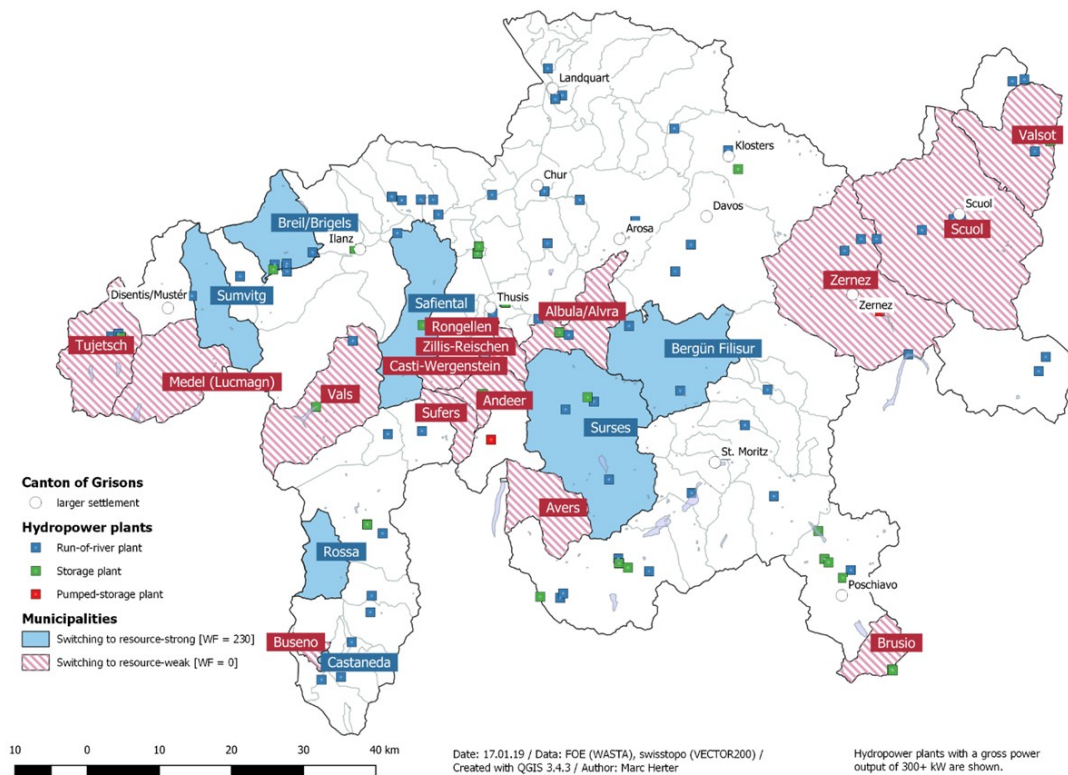 Landquart
Valsot
Klosters
Chur
Scuol
Davos
Breil/Brigels
Arosa
Scuol
Ilanz
Zernez
Disentis/Mustér
Sumvitg
Safiental
Thusis
Albula/Alvra
Zernez
Rongellen
Tujetsch
Zillis-Reischen
Bergün Filisur
Medel (Lucmagn)
Casti-Wergenstein
Vals
Andeer
Sufers
Surses
St. Moritz
Avers
Rossa
Poschiavo
Buseno
Brusio
Castaneda
Canton of Grisons
larger settlement
Hydropower plants
Run-of-river plant
Storage plant
Pumped-storage plant
Municipalities
Switching to resource-strong [WF = 230]
Switching to resource-weak [WF = 0]
10 0 10 20 30 40 km
Date: 17.01.19 / Data: FOE (WASTA), swisstopo (VECTOR200) /
Created with QGIS 3.4.3 / Author: Marc Herter
Hydropower plants with a gross power
output of 300+ kW are shown.